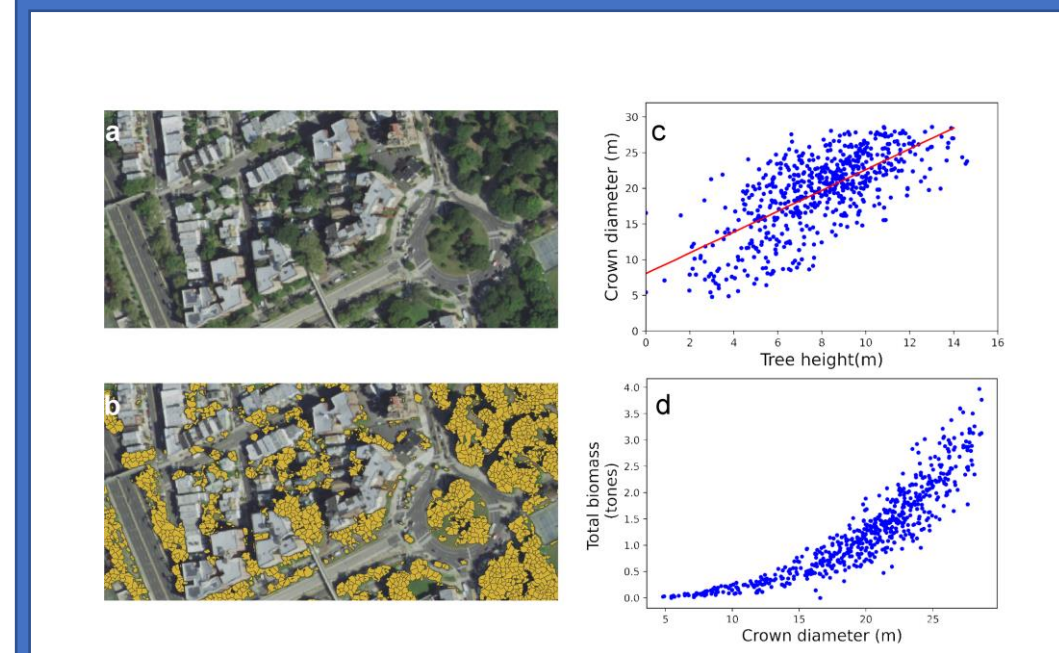 a
b
c
Crown diameter (m)
30
25
20
15
10
5
0
0 2 4 6 8 10 12 14 16
Tree height(m)
d
Total biomass
(tones)
4.0
3.5
3.0
2.5
2.0
1.5
1.0
0.5
0.0
5 10 15 20 25
Crown diameter (m)